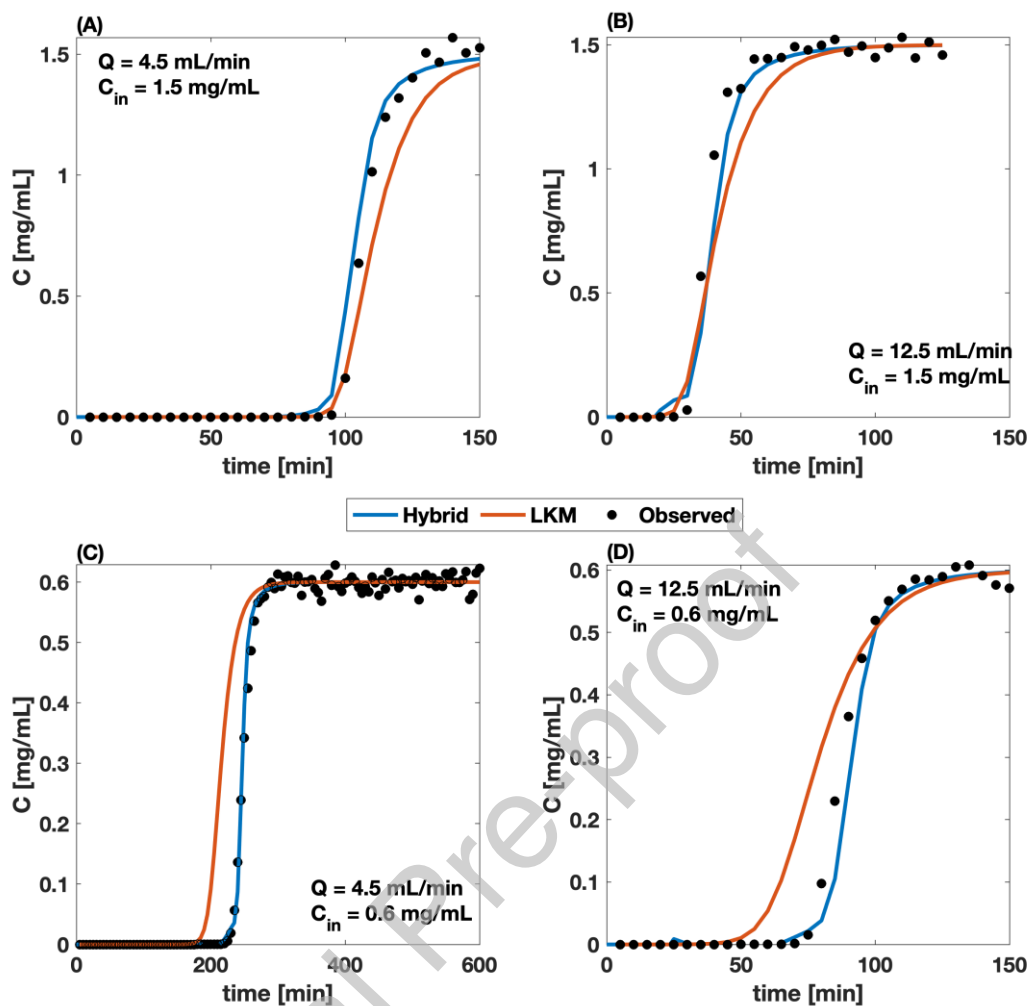 (A)
Q = 4.5 mL/min
C_in = 1.5 mg/mL
1.5
1
0.5
0
C [mg/mL]
0 50 100 150
time [min]
(B)
1.5
1
0.5
0
C [mg/mL]
Q = 12.5 mL/min
C_in = 1.5 mg/mL
0 50 100 150
time [min]
Hybrid LKM Observed
(C)
0.6
0.5
0.4
0.3
0.2
0.1
0
C [mg/mL]
Q = 4.5 mL/min
C_in = 0.6 mg/mL
0 200 400 600
time [min]
(D)
Q = 12.5 mL/min
C_in = 0.6 mg/mL
0.6
0.5
0.4
0.3
0.2
0.1
0
C [mg/mL]
0 50 100 150
time [min]
Pre-proof